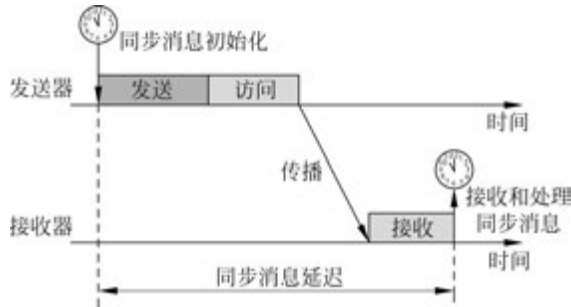 同步消息初始化
发送器
发送
访问
时间
传播
接收和处理
同步消息
接收器
接收
时间
同步消息延迟